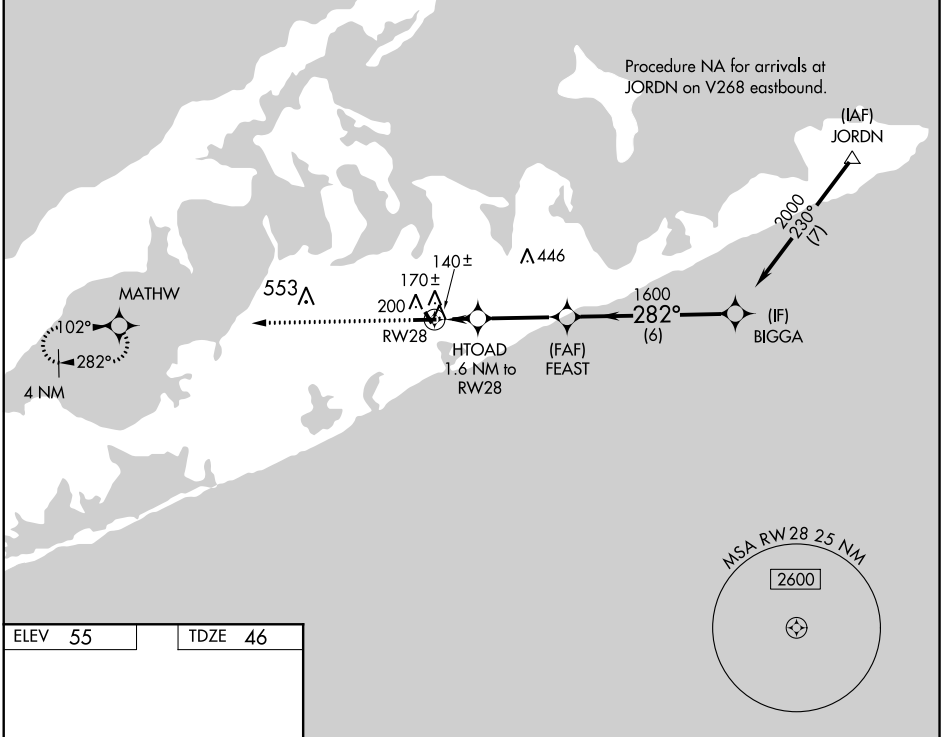 Procedure NA for arrivals at
JORDN on V268 eastbound.
(IAF)
JORDN
2000
230°
(7)
446
140±
170±
200
553
MATHW
102°
282°
4 NM
RW28
HTOAD
1.6 NM to
RW28
(FAF)
FEAST
1600
282°
(6)
(IF)
BIGGA
MSA RW 28 25 NM
2600
ELEV 55
TDZE 46